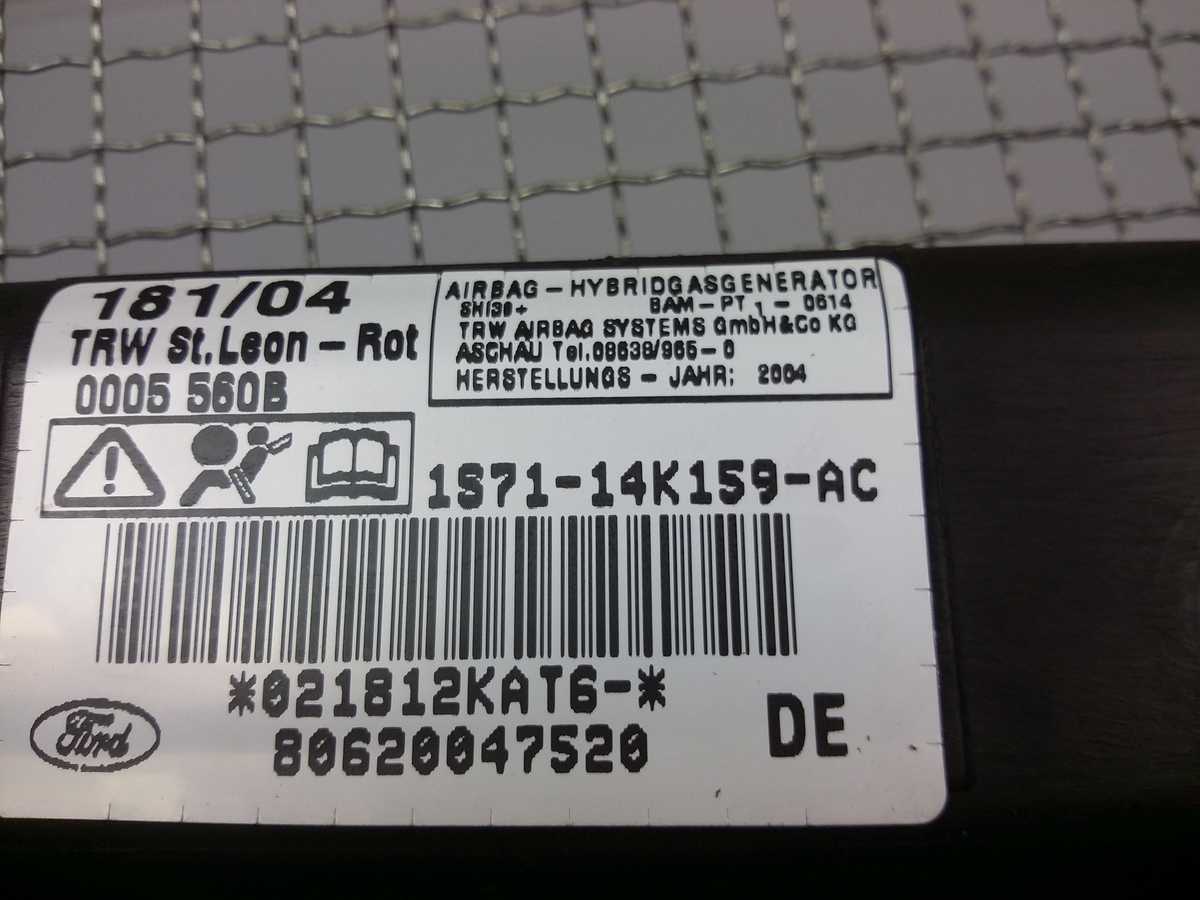 181/04
TRW St.Leon - Rot
0005 560B
AIRBAG - HYBRIDGASGENERATOR
SHI30+ BAM - PT 1 - 0614
TRW AIRBAG SYSTEMS GmbH&Co KG
ASCHAU Tel.08638/965-0
HERSTELLUNGS - JAHR: 2004
1S71-14K159-AC
*021812KAT6-*
80620047520
Ford
DE